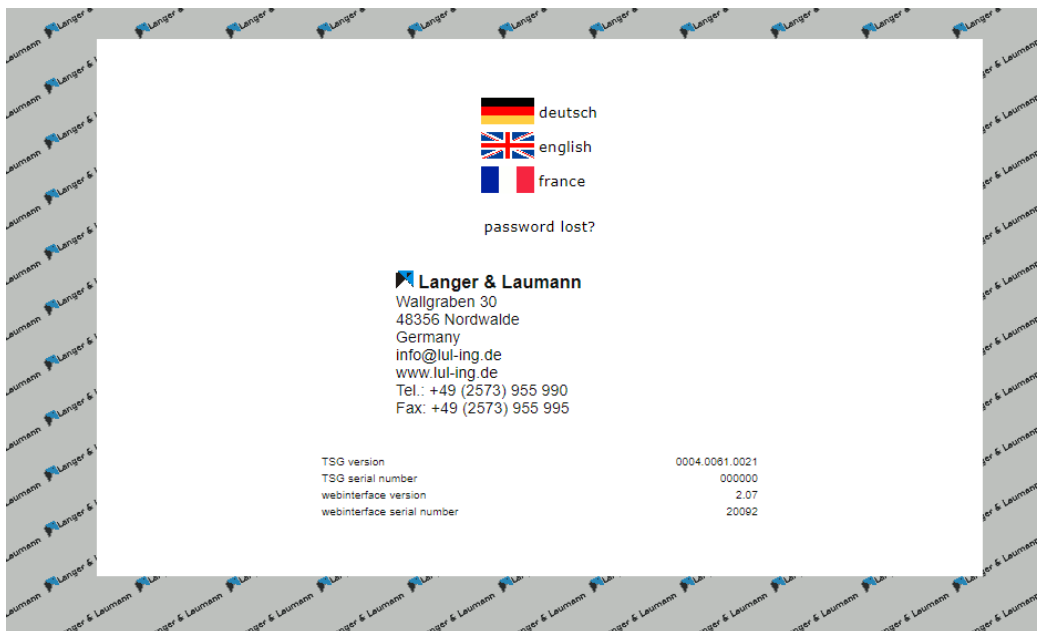 deutsch
english
france
password lost?
Langer & Laumann
Wallgraben 30
48356 Nordwalde
Germany
info@lul-ing.de
www.lul-ing.de
Tel.: +49 (2573) 955 990
Fax: +49 (2573) 955 995
TSG version 0004.0061.0021
TSG serial number 000000
webinterface version 2.07
webinterface serial number 20092